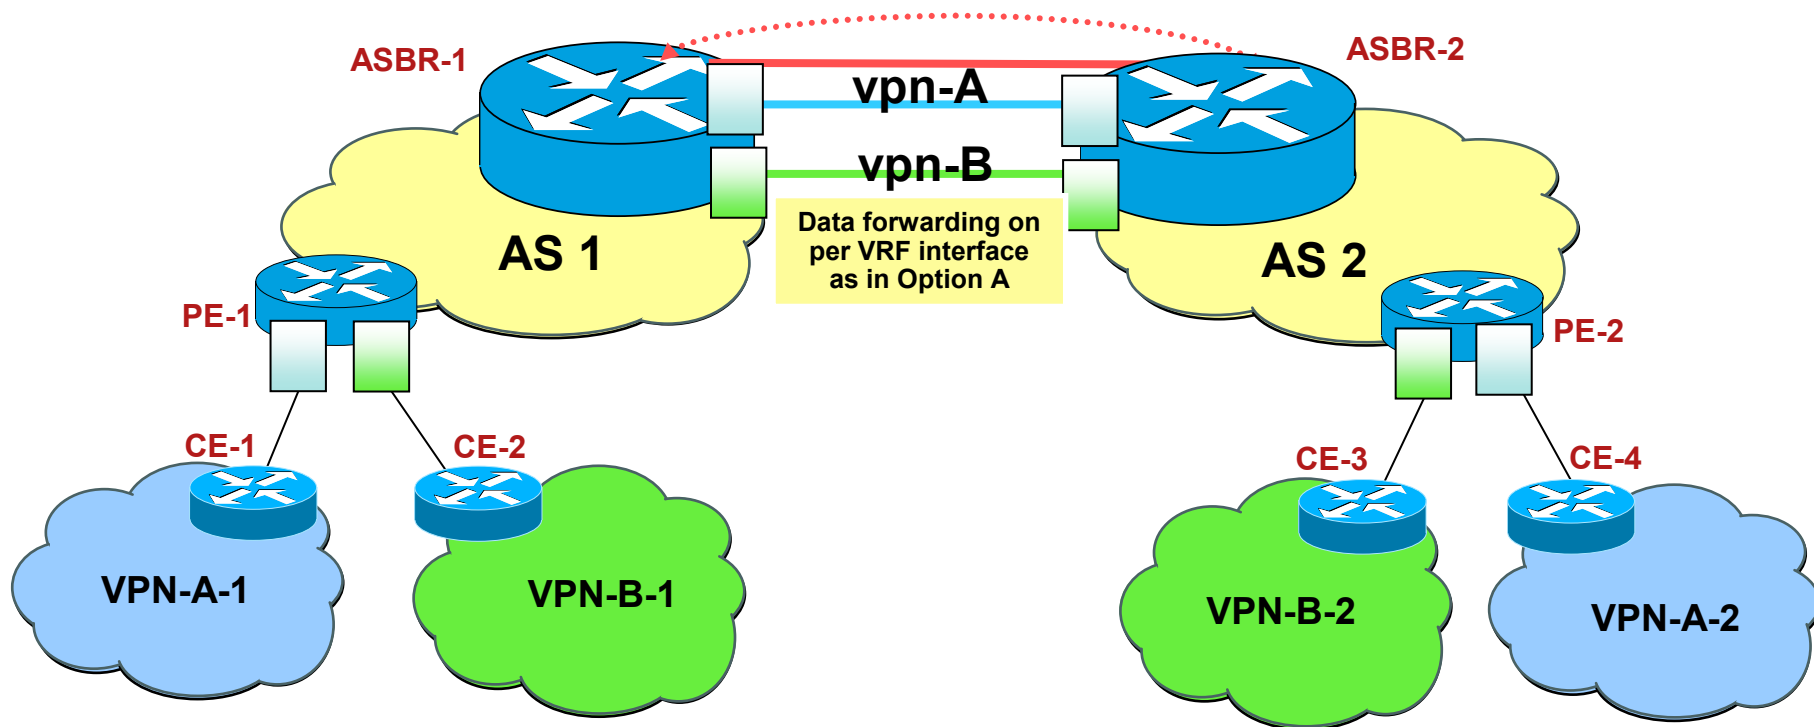 ASBR-1
ASBR-2
vpn-A
vpn-B
Data forwarding on
per VRF interface
as in Option A
AS 1
AS 2
PE-1
PE-2
CE-1
CE-2
CE-3
CE-4
VPN-A-1
VPN-B-1
VPN-B-2
VPN-A-2